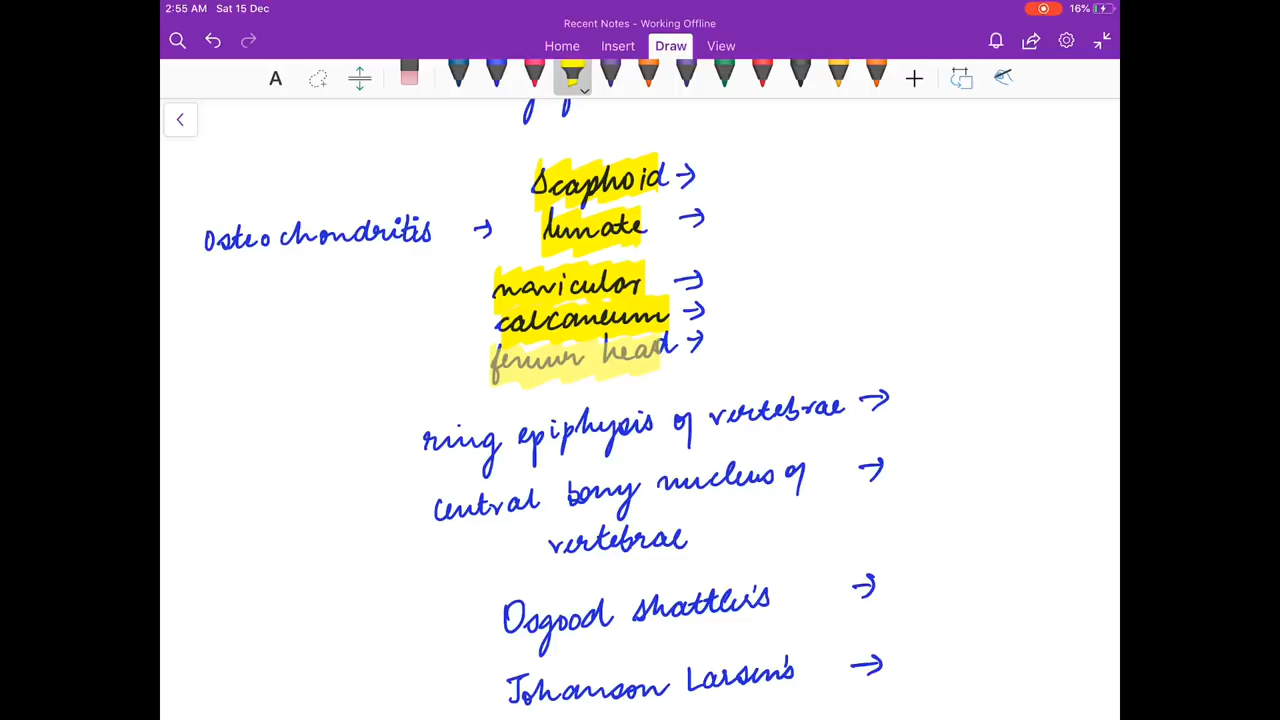 2:55 AM Sat 15 Dec
16%
Recent Notes - Working Offline
Home Insert Draw View
A
Scaphoid →
Osteochondritis → lunate →
navicular →
calcaneum →
femur head →
ring epiphysis of vertebrae →
central bony nucleus of →
vertebrae
Osgood shattler's →
Johanson Larsen's →